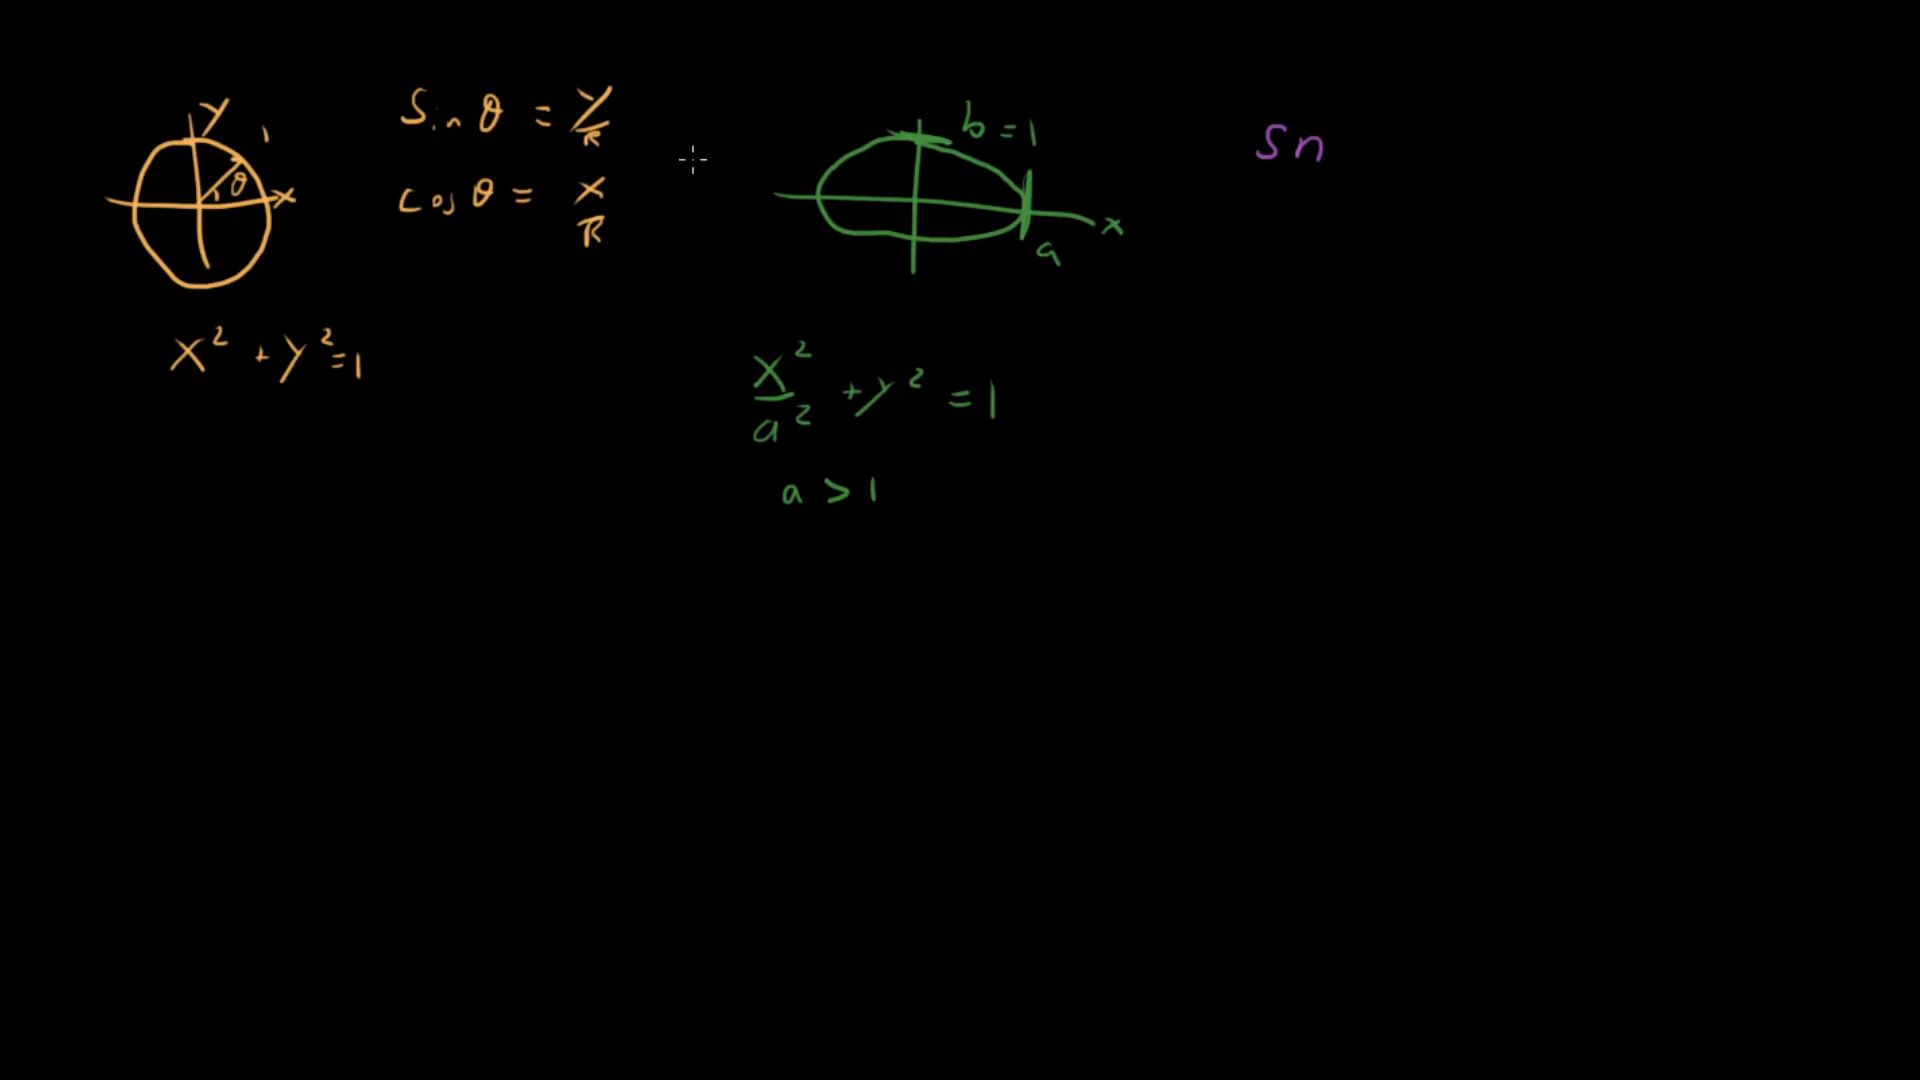 y
1
θ
x
Sin θ = y/R
cos θ = x/R
x² + y² = 1
b = 1
x
a
x²/a² + y² = 1
a > 1
Sn